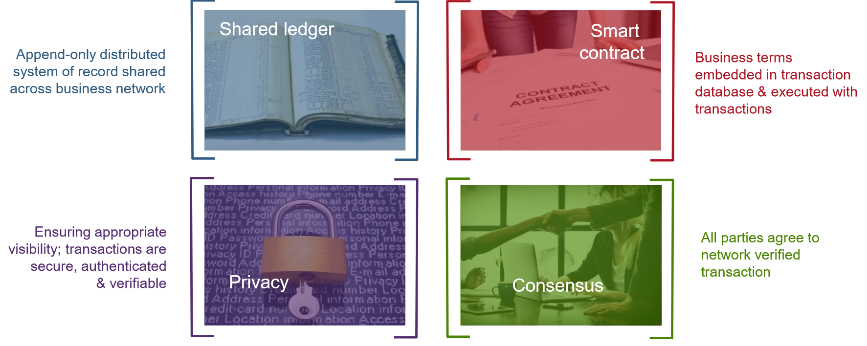 Shared ledger
Append-only distributed
system of record shared
across business network
Smart
contract
CONTRACT
AGREEMENT
Business terms
embedded in transaction
database & executed with
transactions
Ensuring appropriate
visibility; transactions are
secure, authenticated
& verifiable
Privacy
Consensus
All parties agree to
network verified
transaction